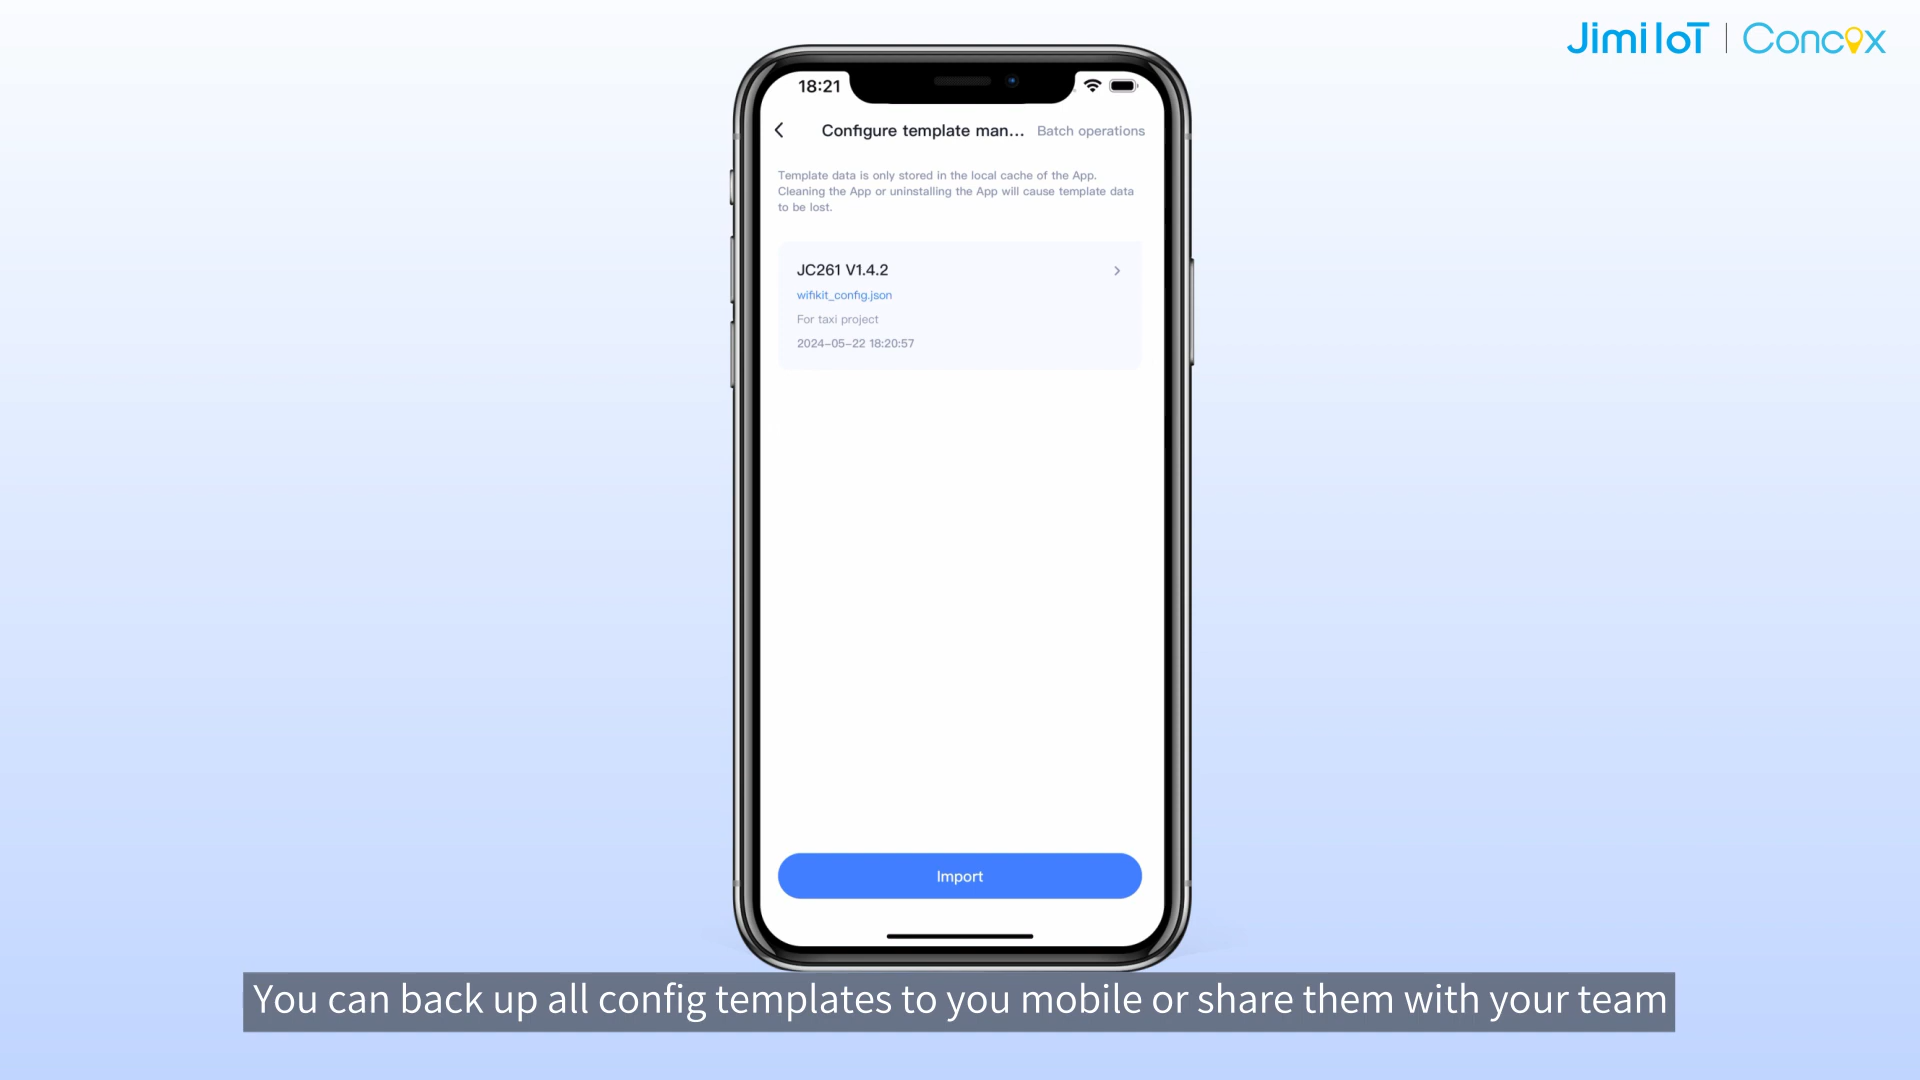 Jimi IoT | Concox
18:21
Configure template man... Batch operations
Template data is only stored in the local cache of the App.
Cleaning the App or uninstalling the App will cause template data
to be lost.
JC261 V1.4.2
wifikit_config.json
For taxi project
2024-05-22 18:20:57
Import
You can back up all config templates to you mobile or share them with your team